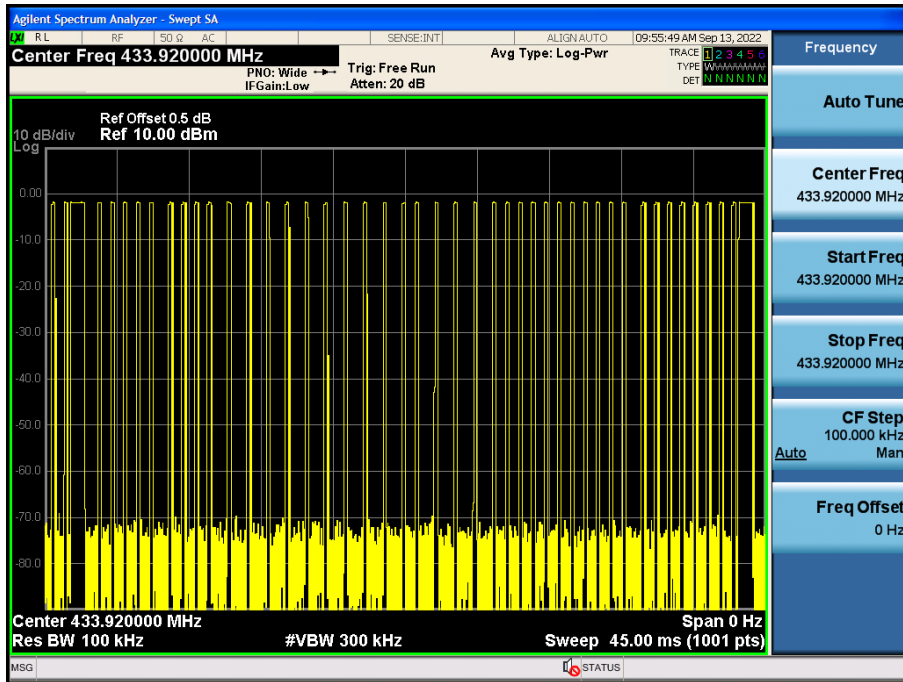 Agilent Spectrum Analyzer - Swept SA
LXI RL RF 50 Ω AC SENSE:INT ALIGN AUTO 09:55:49 AM Sep 13, 2022
Center Freq 433.920000 MHz
PNO: Wide
IFGain:Low
Trig: Free Run
Atten: 20 dB
Avg Type: Log-Pwr
TRACE 1 2 3 4 5 6
TYPE WWWWWW
DET N N N N N N
Ref Offset 0.5 dB
10 dB/div Ref 10.00 dBm
Log
0.00
-10.0
-20.0
-30.0
-40.0
-50.0
-60.0
-70.0
-80.0
Center 433.920000 MHz Span 0 Hz
Res BW 100 kHz #VBW 300 kHz Sweep 45.00 ms (1001 pts)
MSG STATUS
Frequency
Auto Tune
Center Freq
433.920000 MHz
Start Freq
433.920000 MHz
Stop Freq
433.920000 MHz
CF Step
100.000 kHz
Auto Man
Freq Offset
0 Hz